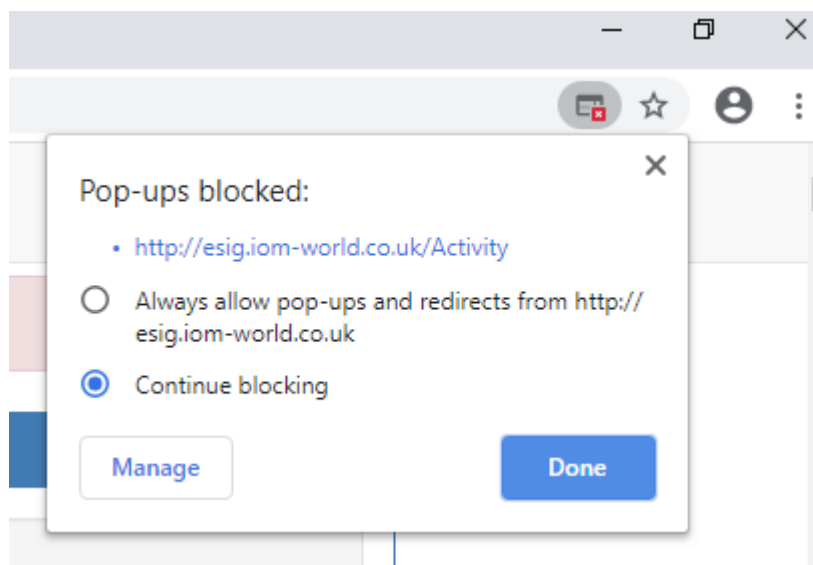 Pop-ups blocked:
• http://esig.iom-world.co.uk/Activity
Always allow pop-ups and redirects from http://
esig.iom-world.co.uk
Continue blocking
Manage
Done